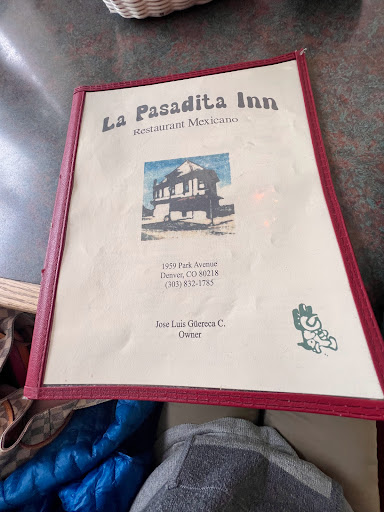 La Pasadita Inn
Restaurant Mexicano
1959 Park Avenue
Denver, CO 80218
(303) 832-1785
Jose Luis Güereca C.
Owner